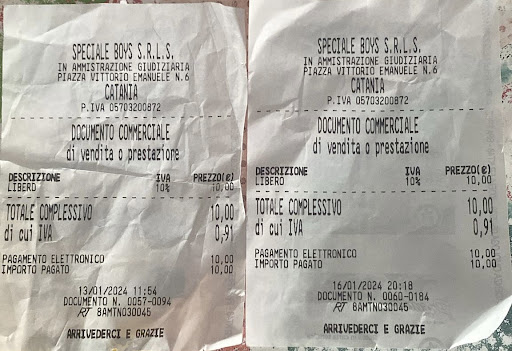 SPECIALE BOYS S.R.L.S.
IN AMMISTRAZIONE GIUDIZIARIA
PIAZZA VITTORIO EMANUELE N.6
CATANIA
P.IVA 05703200872
DOCUMENTO COMMERCIALE
di vendita o prestazione
DESCRIZIONE IVA PREZZO(€)
LIBERO 10% 10,00
TOTALE COMPLESSIVO 10,00
di cui IVA 0,91
PAGAMENTO ELETTRONICO 10,00
IMPORTO PAGATO 10,00
13/01/2024 11:54
DOCUMENTO N. 0057-0094
RT 8AMTN030045
ARRIVEDERCI E GRAZIE
SPECIALE BOYS S.R.L.S.
IN AMMISTRAZIONE GIUDIZIARIA
PIAZZA VITTORIO EMANUELE N.6
CATANIA
P.IVA 05703200872
DOCUMENTO COMMERCIALE
di vendita o prestazione
DESCRIZIONE IVA PREZZO(€)
LIBERO 10% 10,00
TOTALE COMPLESSIVO 10,00
di cui IVA 0,91
PAGAMENTO ELETTRONICO 10,00
IMPORTO PAGATO 10,00
16/01/2024 20:18
DOCUMENTO N. 0060-0184
RT 8AMTN030045
ARRIVEDERCI E GRAZIE